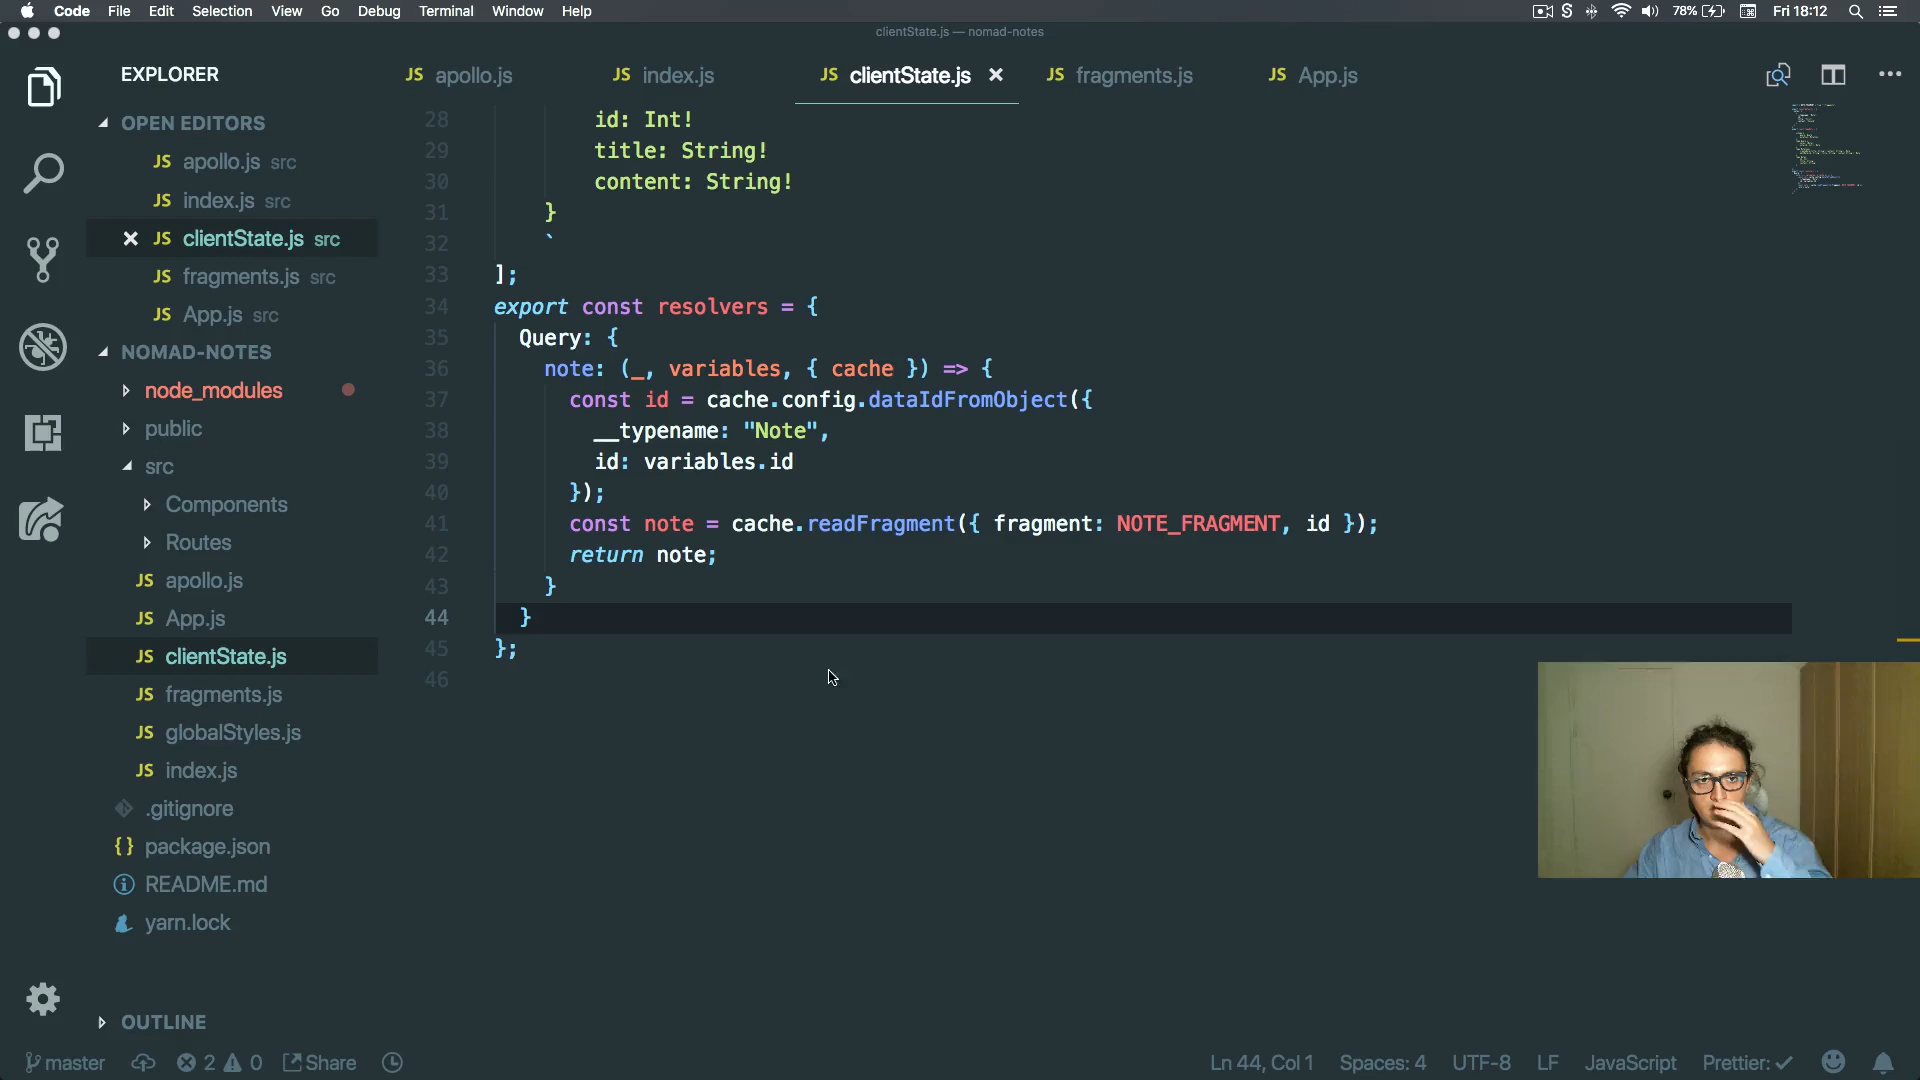 Code File Edit Selection View Go Debug Terminal Window Help
78% Fri 18:12
clientState.js — nomad-notes
EXPLORER
JS apollo.js JS index.js JS clientState.js JS fragments.js JS App.js
OPEN EDITORS
JS apollo.js src
JS index.js src
JS clientState.js src
JS fragments.js src
JS App.js src
NOMAD-NOTES
node_modules
public
src
Components
Routes
JS apollo.js
JS App.js
JS clientState.js
JS fragments.js
JS globalStyles.js
JS index.js
.gitignore
{} package.json
README.md
yarn.lock
OUTLINE
28 id: Int!
29 title: String!
30 content: String!
31 }
32 `
33 ];
34 export const resolvers = {
35 Query: {
36 note: (_, variables, { cache }) => {
37 const id = cache.config.dataIdFromObject({
38 __typename: "Note",
39 id: variables.id
40 });
41 const note = cache.readFragment({ fragment: NOTE_FRAGMENT, id });
42 return note;
43 }
44 }
45 };
46
master 2 0 Share Ln 44, Col 1 Spaces: 4 UTF-8 LF JavaScript Prettier: ✓